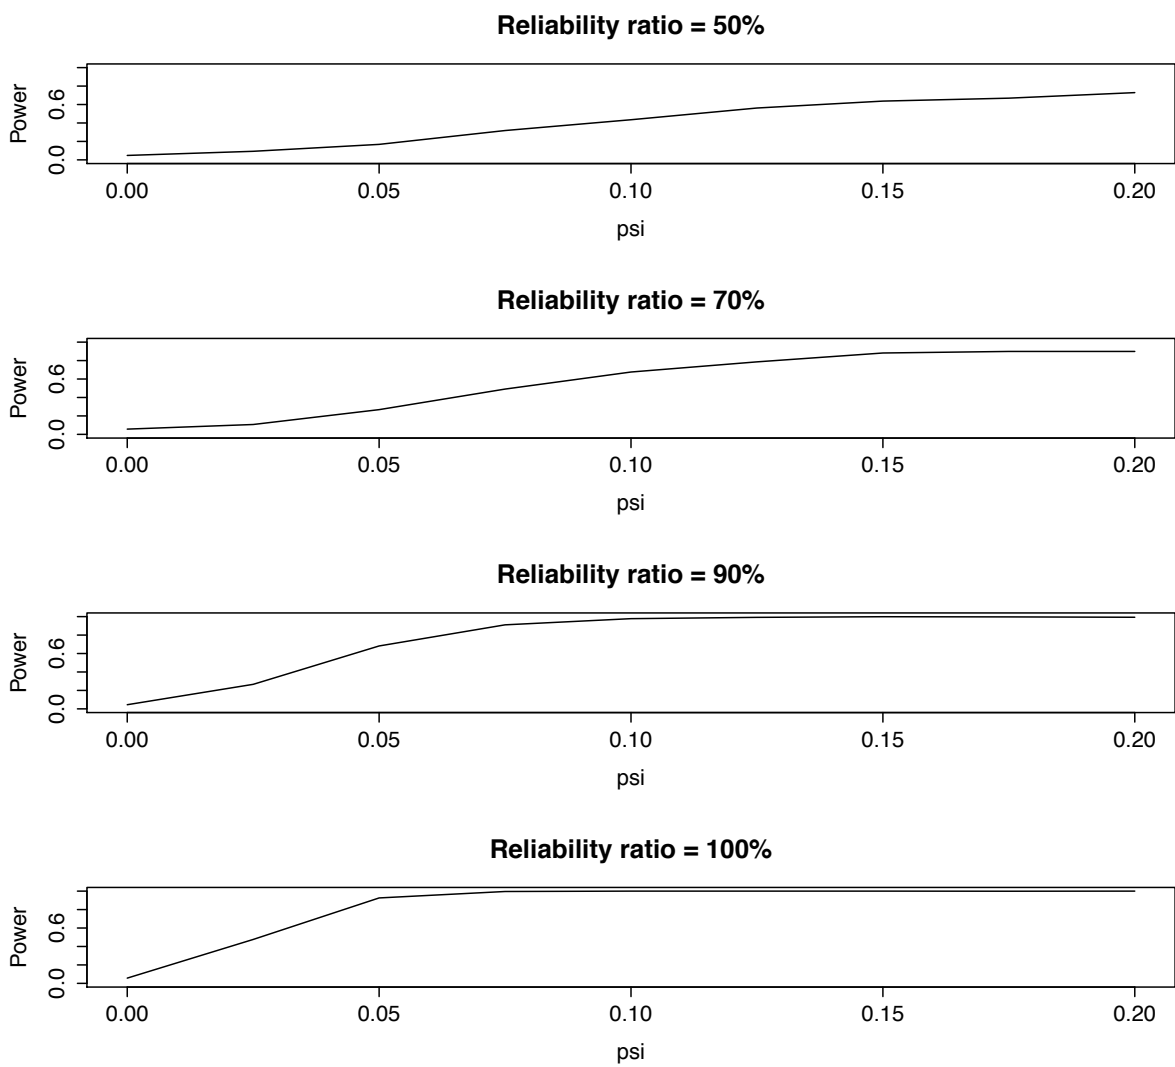 Reliability ratio = 50%
Power
0.6
0.0
0.00 0.05 0.10 0.15 0.20
psi
Reliability ratio = 70%
Power
0.6
0.0
0.00 0.05 0.10 0.15 0.20
psi
Reliability ratio = 90%
Power
0.6
0.0
0.00 0.05 0.10 0.15 0.20
psi
Reliability ratio = 100%
Power
0.6
0.0
0.00 0.05 0.10 0.15 0.20
psi